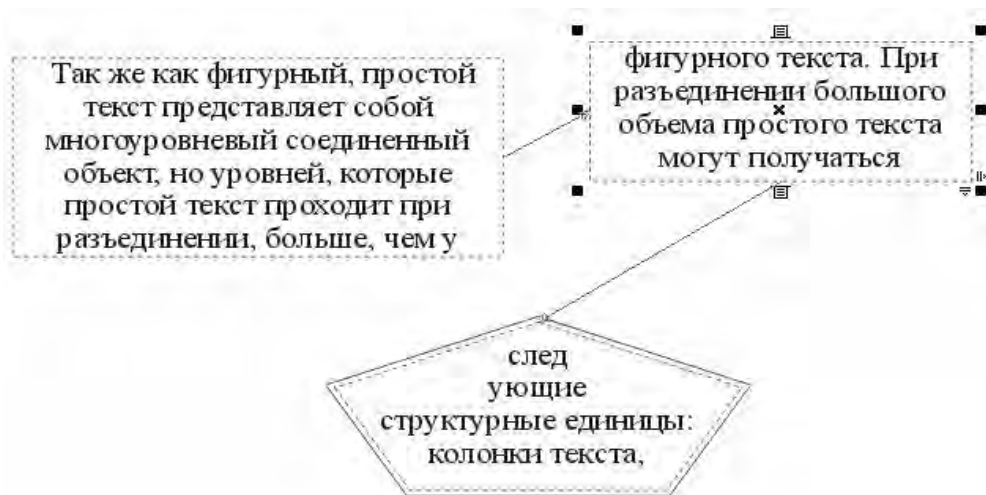 Так же как фигурный, простой
текст представляет собой
многоуровневый соединенный
объект, но уровней, которые
простой текст проходит при
разъединении, больше, чем у
фигурного текста. При
разъединении большого
объема простого текста
могут получаться
след
ующие
структурные единицы:
колонки текста,